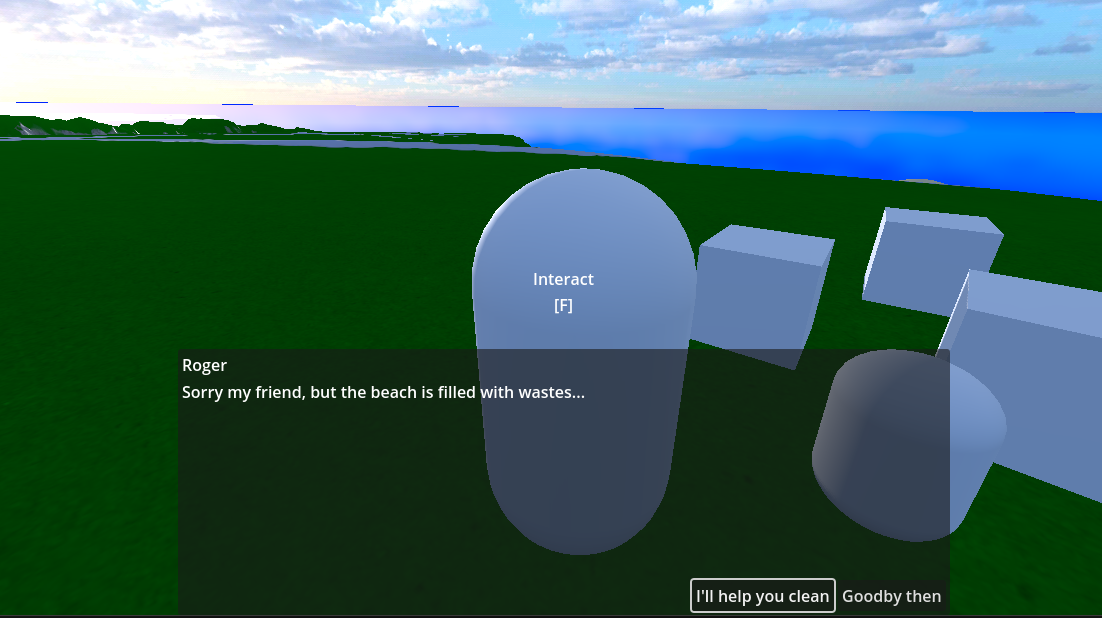 Interact
[F]
Roger
Sorry my friend, but the beach is filled with wastes...
I'll help you clean
Goodby then